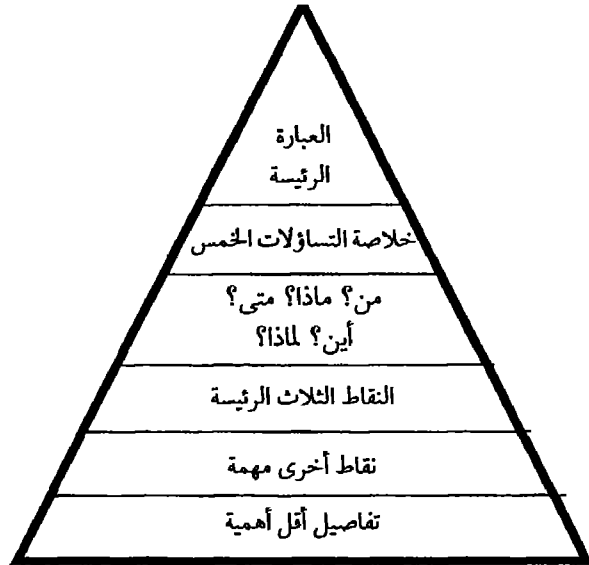 العبارة
الرئيسة
خلاصة التساؤلات الخمس
من؟ ماذا؟ متى؟
أين؟ لماذا؟
النقاط الثلاث الرئيسة
نقاط أخرى مهمة
تفاصيل أقل أهمية